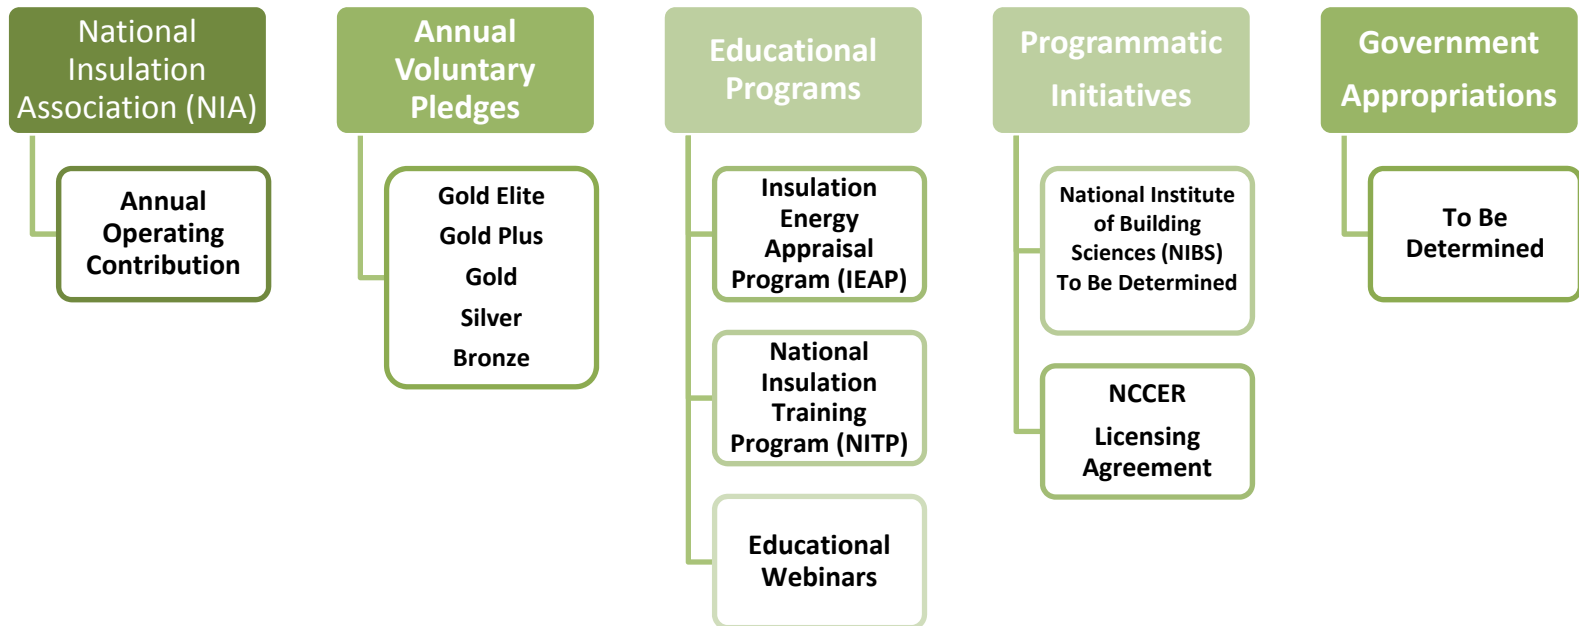 National
Insulation
Association (NIA)
Annual
Operating
Contribution
Annual
Voluntary
Pledges
Gold Elite
Gold Plus
Gold
Silver
Bronze
Educational
Programs
Insulation
Energy
Appraisal
Program (IEAP)
National
Insulation
Training
Program (NITP)
Educational
Webinars
Programmatic
Initiatives
National Institute
of Building
Sciences (NIBS)
To Be Determined
NCCER
Licensing
Agreement
Government
Appropriations
To Be
Determined